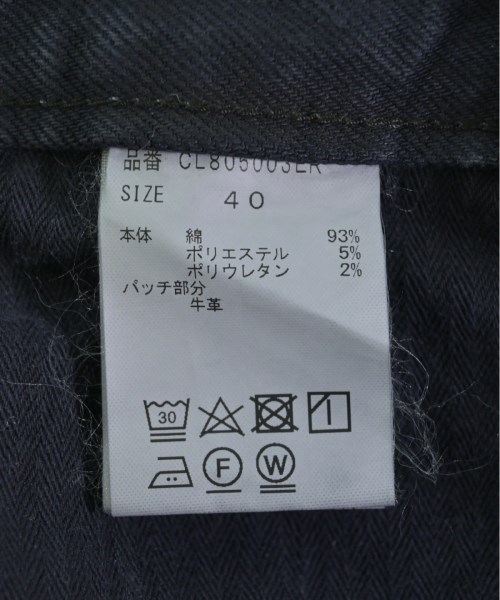 品番 CL805003ER
SIZE 40
本体 綿 93%
ポリエステル 5%
ポリウレタン 2%
パッチ部分
牛革
30
F W